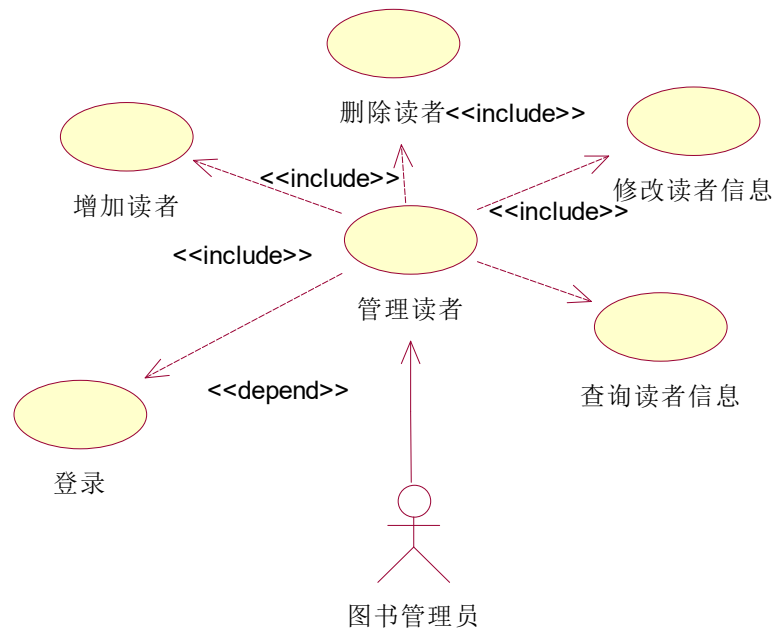 删除读者<<include>>
增加读者
<<include>>
修改读者信息
<<include>>
<<include>>
管理读者
查询读者信息
<<depend>>
登录
图书管理员